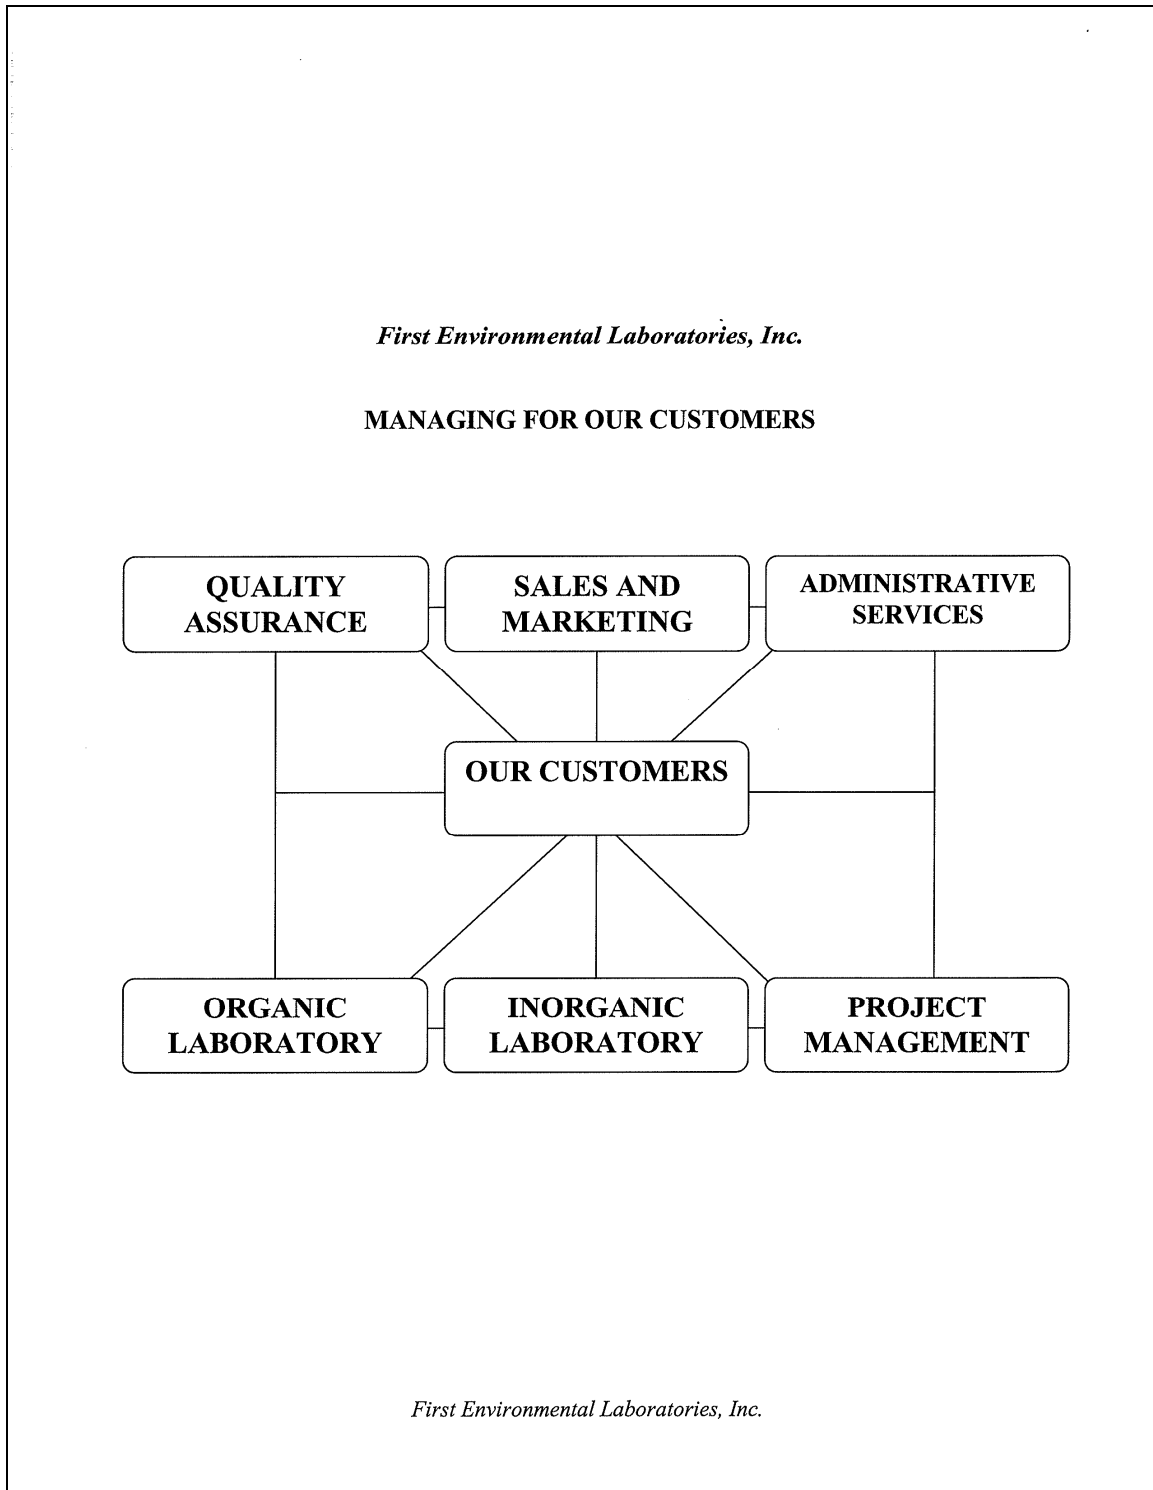 First Environmental Laboratories, Inc.
MANAGING FOR OUR CUSTOMERS
QUALITY
ASSURANCE
SALES AND
MARKETING
ADMINISTRATIVE
SERVICES
OUR CUSTOMERS
ORGANIC
LABORATORY
INORGANIC
LABORATORY
PROJECT
MANAGEMENT
First Environmental Laboratories, Inc.